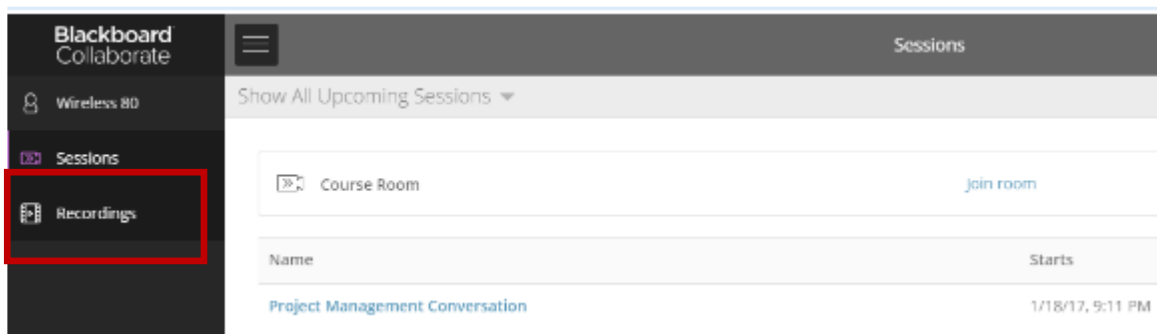 Blackboard
Collaborate
Sessions
Wireless 80
Show All Upcoming Sessions
Sessions
Course Room Join room
Recordings
Name Starts
Project Management Conversation 1/18/17, 9:11 PM